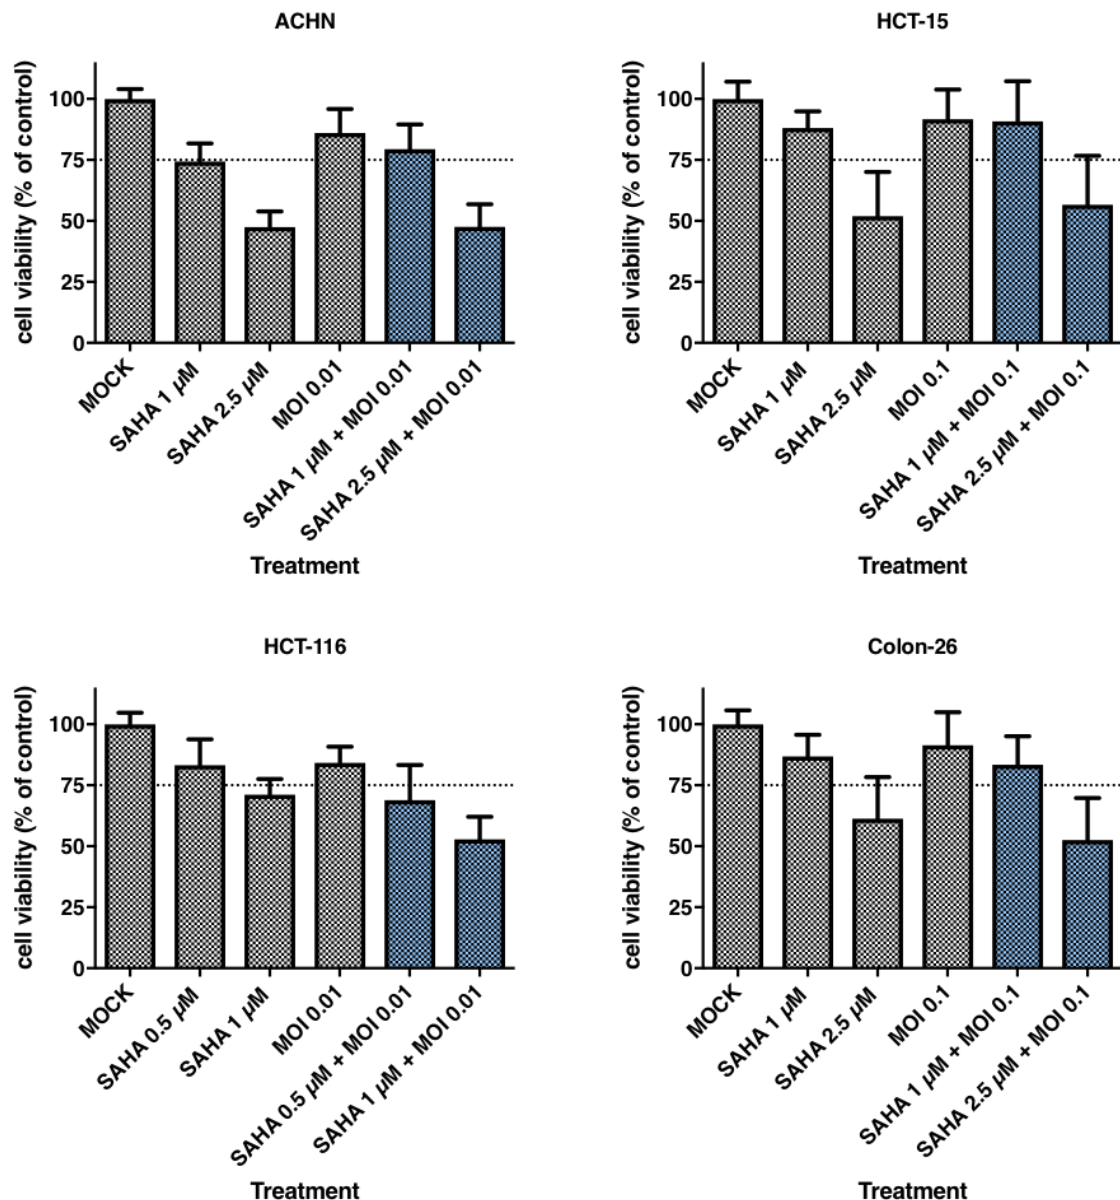 ACHN
cell viability (% of control)
100
75
50
25
0
MOCK
SAHA 1 µM
SAHA 2.5 µM
MOI 0.01
SAHA 1 µM + MOI 0.01
SAHA 2.5 µM + MOI 0.01
Treatment
HCT-15
cell viability (% of control)
100
75
50
25
0
MOCK
SAHA 1 µM
SAHA 2.5 µM
MOI 0.1
SAHA 1 µM + MOI 0.1
SAHA 2.5 µM + MOI 0.1
Treatment
HCT-116
cell viability (% of control)
100
75
50
25
0
MOCK
SAHA 0.5 µM
SAHA 1 µM
MOI 0.01
SAHA 0.5 µM + MOI 0.01
SAHA 1 µM + MOI 0.01
Treatment
Colon-26
cell viability (% of control)
100
75
50
25
0
MOCK
SAHA 1 µM
SAHA 2.5 µM
MOI 0.1
SAHA 1 µM + MOI 0.1
SAHA 2.5 µM + MOI 0.1
Treatment